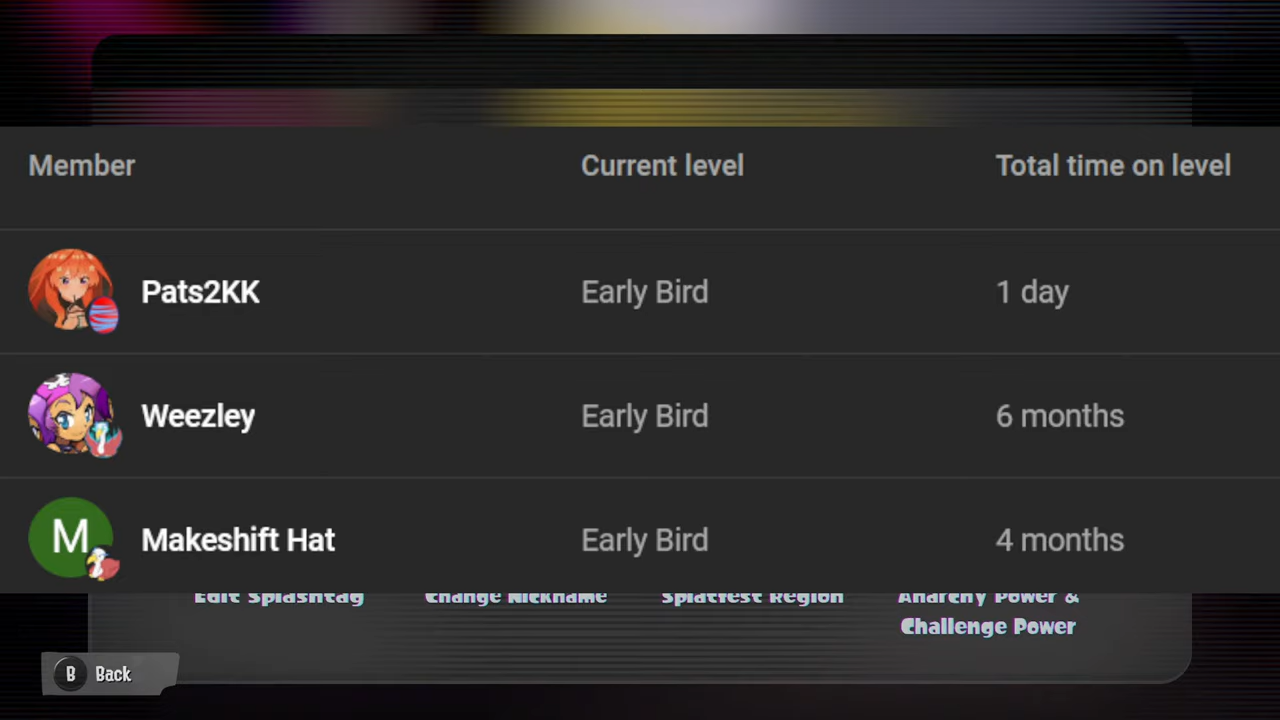 Member Current level Total time on level
Pats2KK Early Bird 1 day
Weezley Early Bird 6 months
M Makeshift Hat Early Bird 4 months
Edit Splashtag Change Nickname Splatfest Region Anarchy Power &
Challenge Power
B Back